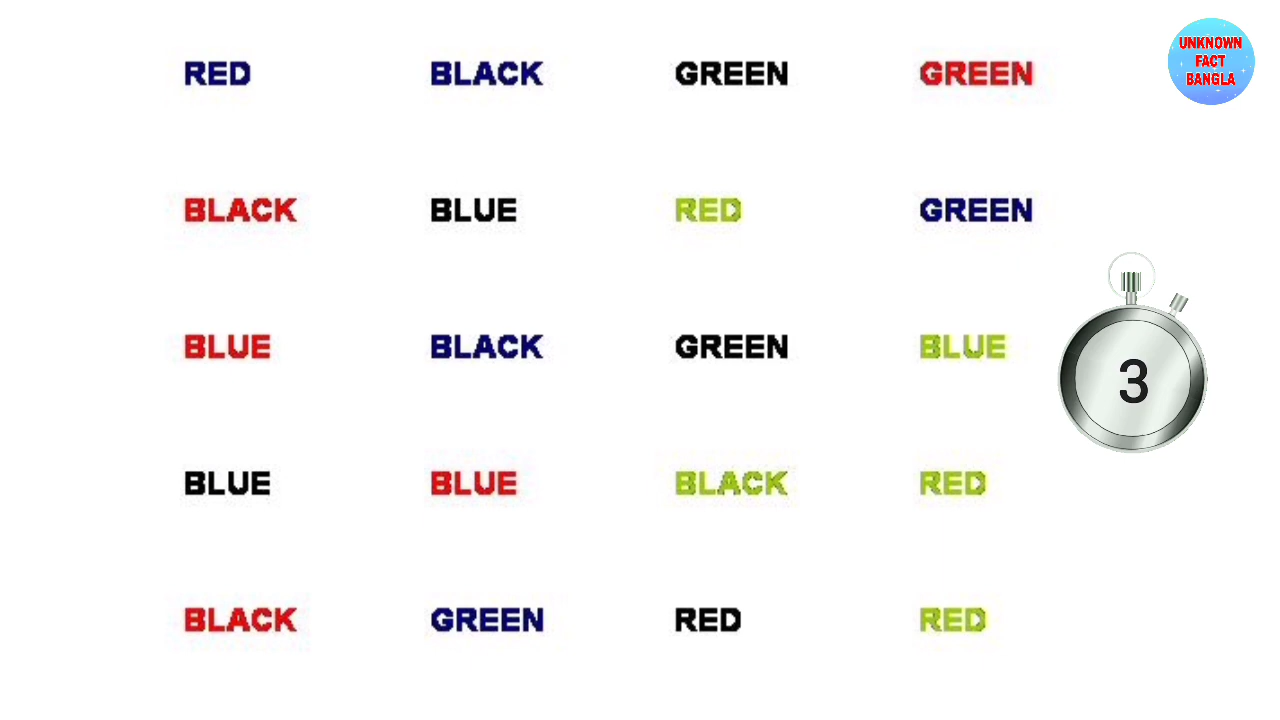 RED BLACK GREEN GREEN
BLACK BLUE RED GREEN
BLUE BLACK GREEN BLUE
BLUE BLUE BLACK RED
BLACK GREEN RED RED
UNKNOWN
FACT
BANGLA
3